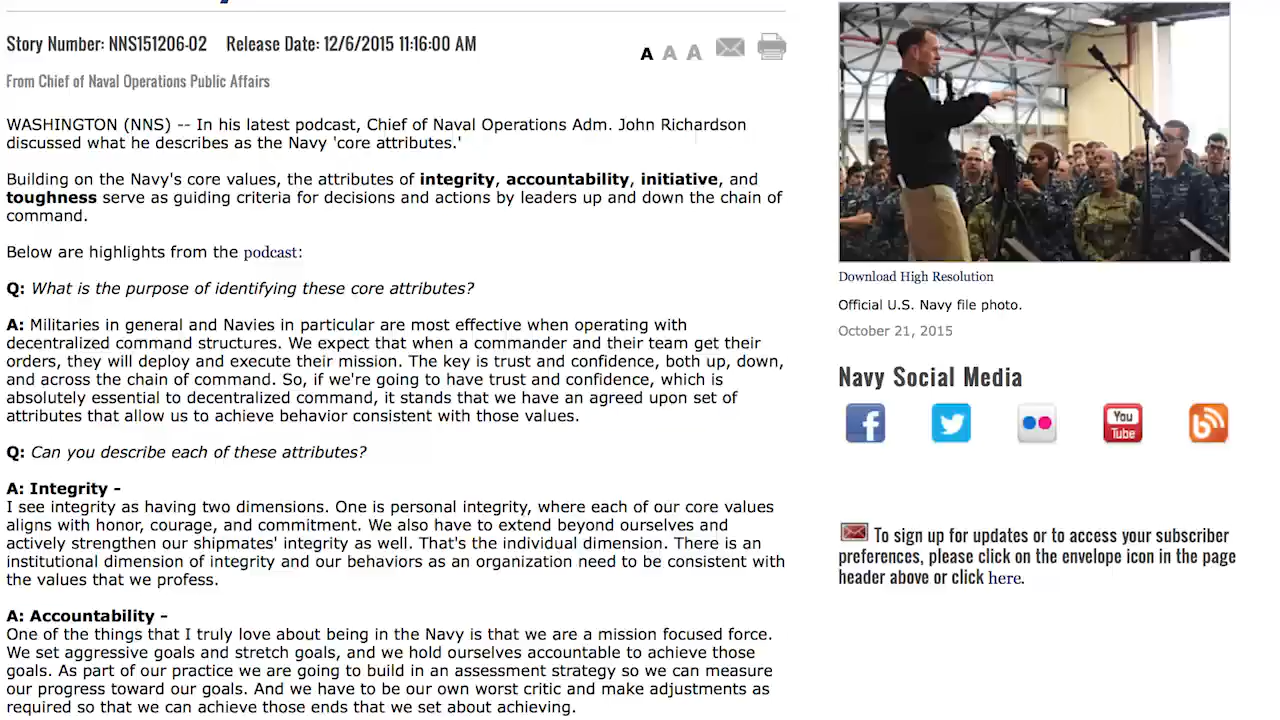 Story Number: NNS151206-02 Release Date: 12/6/2015 11:16:00 AM
A A A
From Chief of Naval Operations Public Affairs
WASHINGTON (NNS) -- In his latest podcast, Chief of Naval Operations Adm. John Richardson
discussed what he describes as the Navy 'core attributes.'
Building on the Navy's core values, the attributes of integrity, accountability, initiative, and
toughness serve as guiding criteria for decisions and actions by leaders up and down the chain of
command.
Below are highlights from the podcast:
Q: What is the purpose of identifying these core attributes?
A: Militaries in general and Navies in particular are most effective when operating with
decentralized command structures. We expect that when a commander and their team get their
orders, they will deploy and execute their mission. The key is trust and confidence, both up, down,
and across the chain of command. So, if we're going to have trust and confidence, which is
absolutely essential to decentralized command, it stands that we have an agreed upon set of
attributes that allow us to achieve behavior consistent with those values.
Q: Can you describe each of these attributes?
A: Integrity -
I see integrity as having two dimensions. One is personal integrity, where each of our core values
aligns with honor, courage, and commitment. We also have to extend beyond ourselves and
actively strengthen our shipmates' integrity as well. That's the individual dimension. There is an
institutional dimension of integrity and our behaviors as an organization need to be consistent with
the values that we profess.
A: Accountability -
One of the things that I truly love about being in the Navy is that we are a mission focused force.
We set aggressive goals and stretch goals, and we hold ourselves accountable to achieve those
goals. As part of our practice we are going to build in an assessment strategy so we can measure
our progress toward our goals. And we have to be our own worst critic and make adjustments as
required so that we can achieve those ends that we set about achieving.
Download High Resolution
Official U.S. Navy file photo.
October 21, 2015
Navy Social Media
You
Tube
To sign up for updates or to access your subscriber
preferences, please click on the envelope icon in the page
header above or click here.